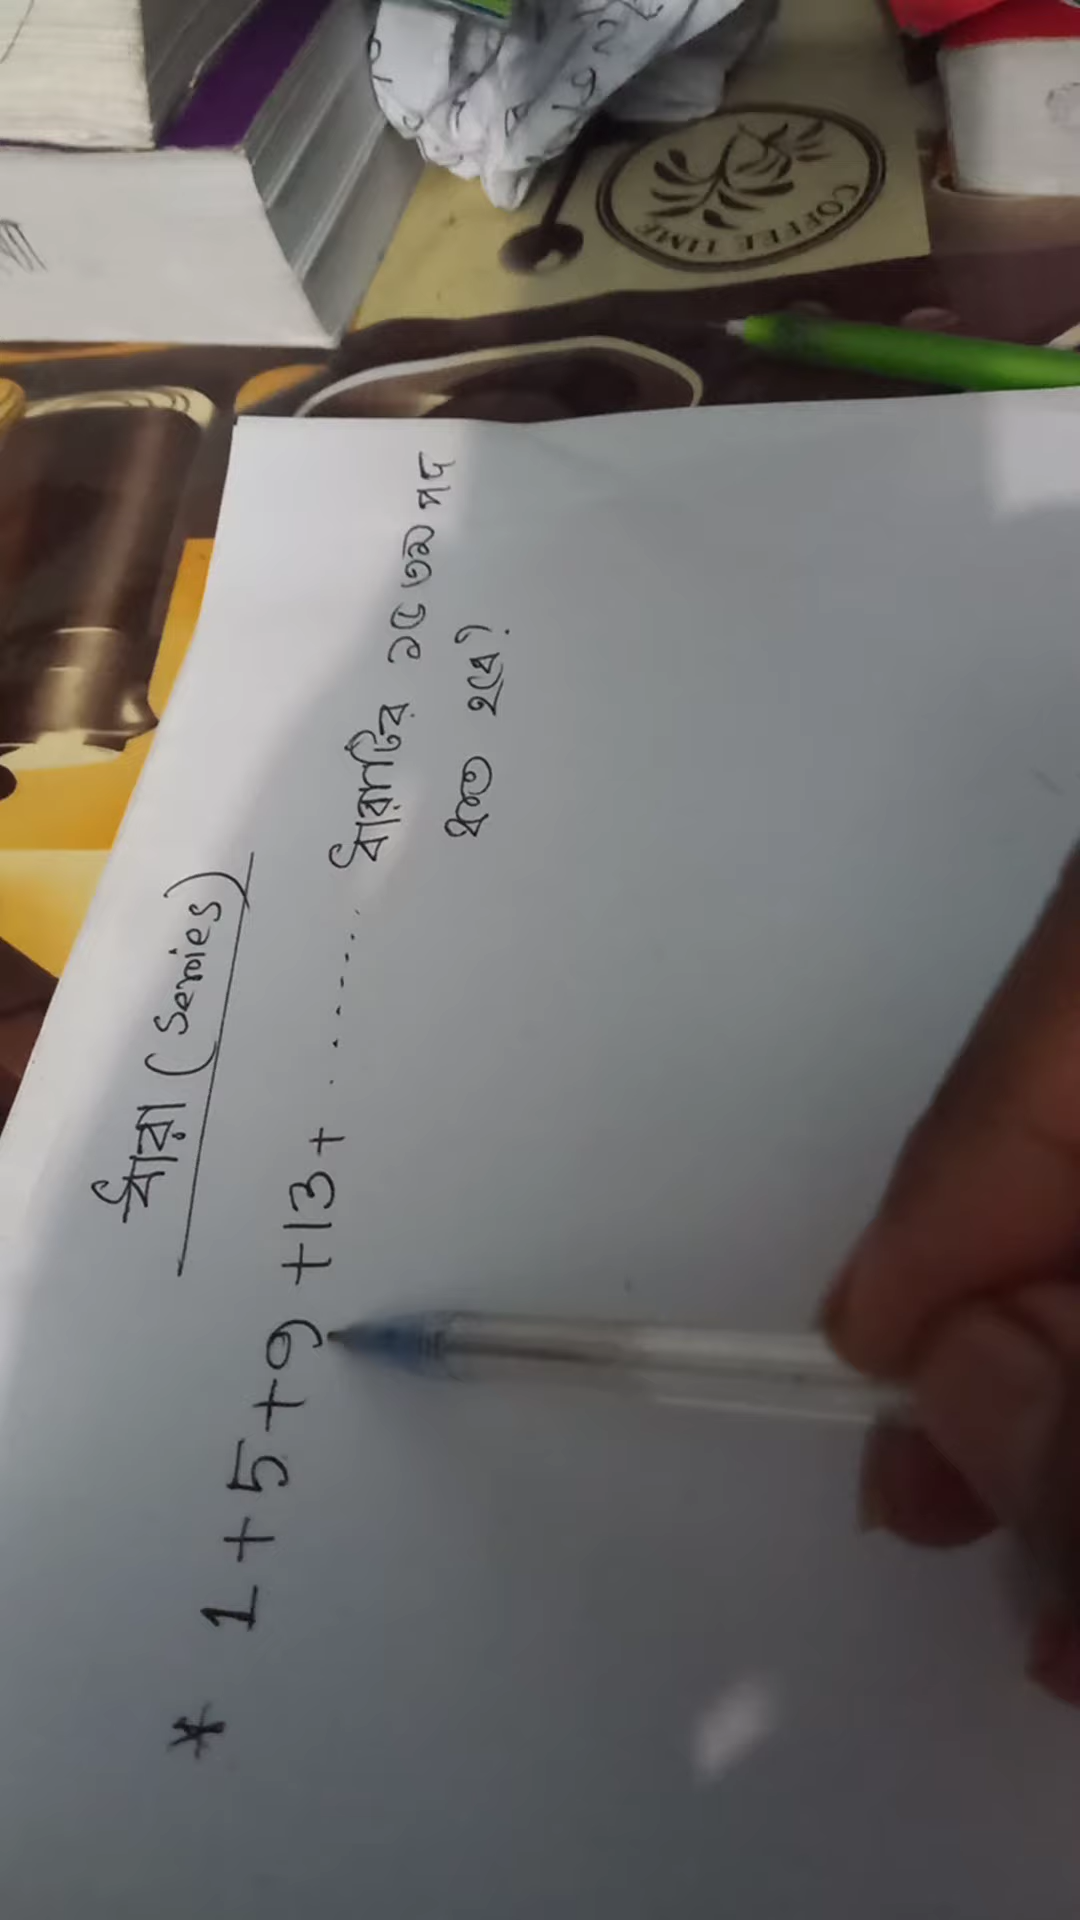 ধারা (Series)
* 1 + 5 + 9 + 13 + ....... ধারাটির ১৫ তম পদ
কত হবে?
COFFEE TIME